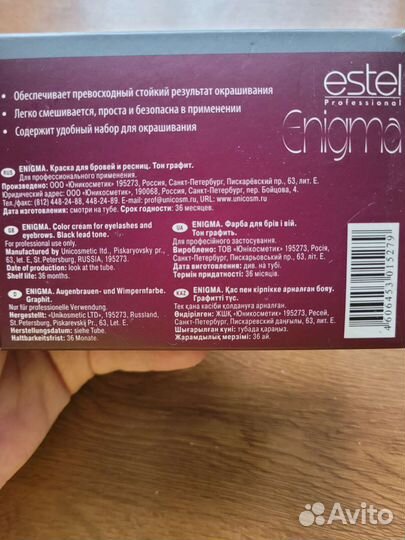 • Обеспечивает превосходный стойкий результат окрашивания
• Легко смешивается, проста и безопасна в применении
• Содержит удобный набор для окрашивания
estel
Professional
Enigma
RUS ENIGMA. Краска для бровей и ресниц. Тон графит.
Для профессионального применения.
Произведено: ООО «Юникосметик» 195273, Россия, Санкт-Петербург, Пискарёвский пр., 63, лит. Е.
Юридический адрес: ООО «Юникосметик», 190068, Россия, Санкт-Петербург, пер. Бойцова, 4.
Тел./факс: (812) 448-24-88, 448-24-89. E-mail: prof@unicosm.ru, URL: www.unicosm.ru
Дата изготовления: смотри на тубе. Срок годности: 36 месяцев.
GB ENIGMA. Color cream for eyelashes and
eyebrows. Black lead tone.
For professional use only.
Manufactured by Unicosmetic ltd., Piskaryovsky pr.,
63, let. E, St.Petersburg, RUSSIA, 195273.
Date of production: look at the tube.
Shelf life: 36 months.
D ENIGMA. Augenbrauen- und Wimpernfarbe.
Graphit.
Nur für professionelle Verwendung.
Hergestellt: «Unikosmetic LTD», 195273, Russland,
St. Petersburg, Piskarevskij Pr., 63, Let. E.
Herstellungsdatum: siehe Tube.
Haltbarkeitsfrist: 36 Monate.
UA ENIGMA. Фарба для брів і вій.
Тон графіт.
Для професійного застосування.
Вироблено: ТОВ «Юникосметик» 195273, Росія,
Санкт-Петербург, Пискаревский пр., 63, літ. Е.
Дата виготовлення: див. на тубі.
Термін придатності: 36 місяців.
KAZ ENIGMA. Қас пен кірпікке арналған бояу.
Графитті түс.
Тек қана кәсіби қолдануға арналған.
Өндірілген: ЖШҚ «Юникосметик» 195273, Ресей,
Санкт-Петербург, Пискаревский даңғылы, 63, лит. Е.
Шығарылған күні: тубада қараңыз.
Жарамдылық мерзімі: 36 ай.
4 606453 015279
Avito